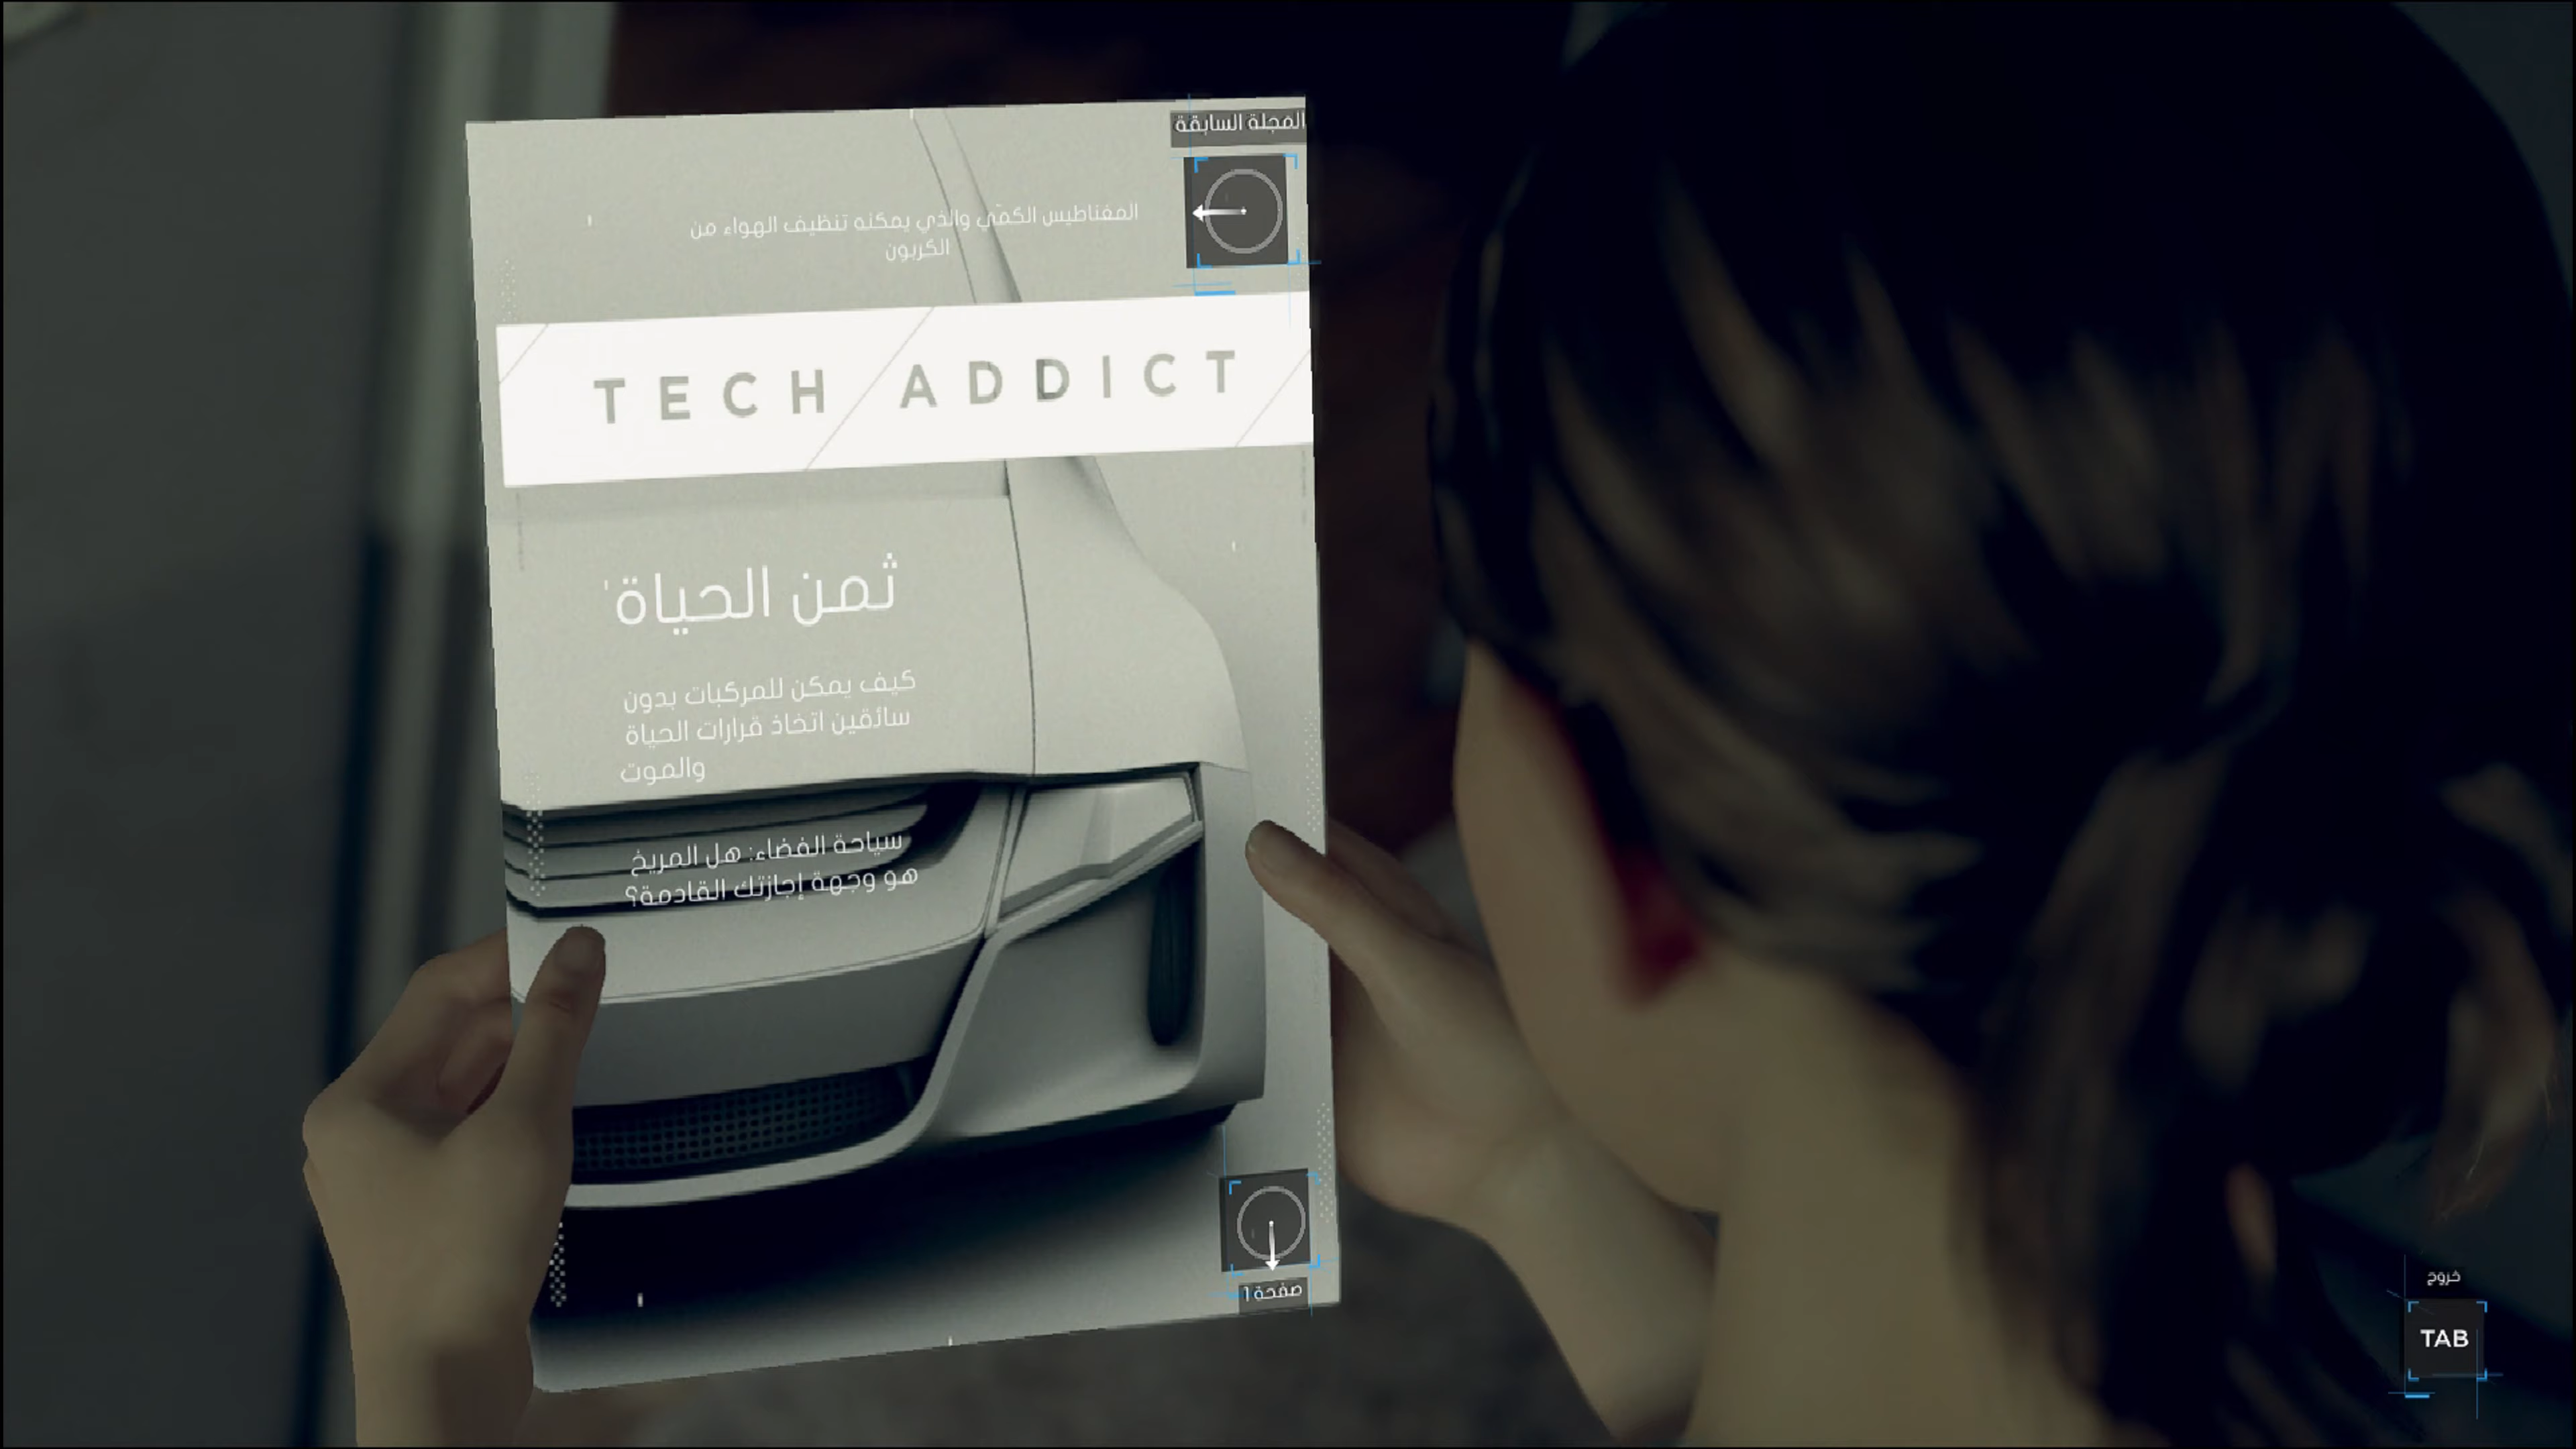 المجلة السابقة
المغناطيس الكمّي والذي يمكنه تنظيف الهواء من
الكربون
TECH ADDICT
ثمن الحياة'
كيف يمكن للمركبات بدون
سائقين اتخاذ قرارات الحياة
والموت
سياحة الفضاء: هل المريخ
هو وجهة إجازتك القادمة؟
صفحة 1
خروج
TAB